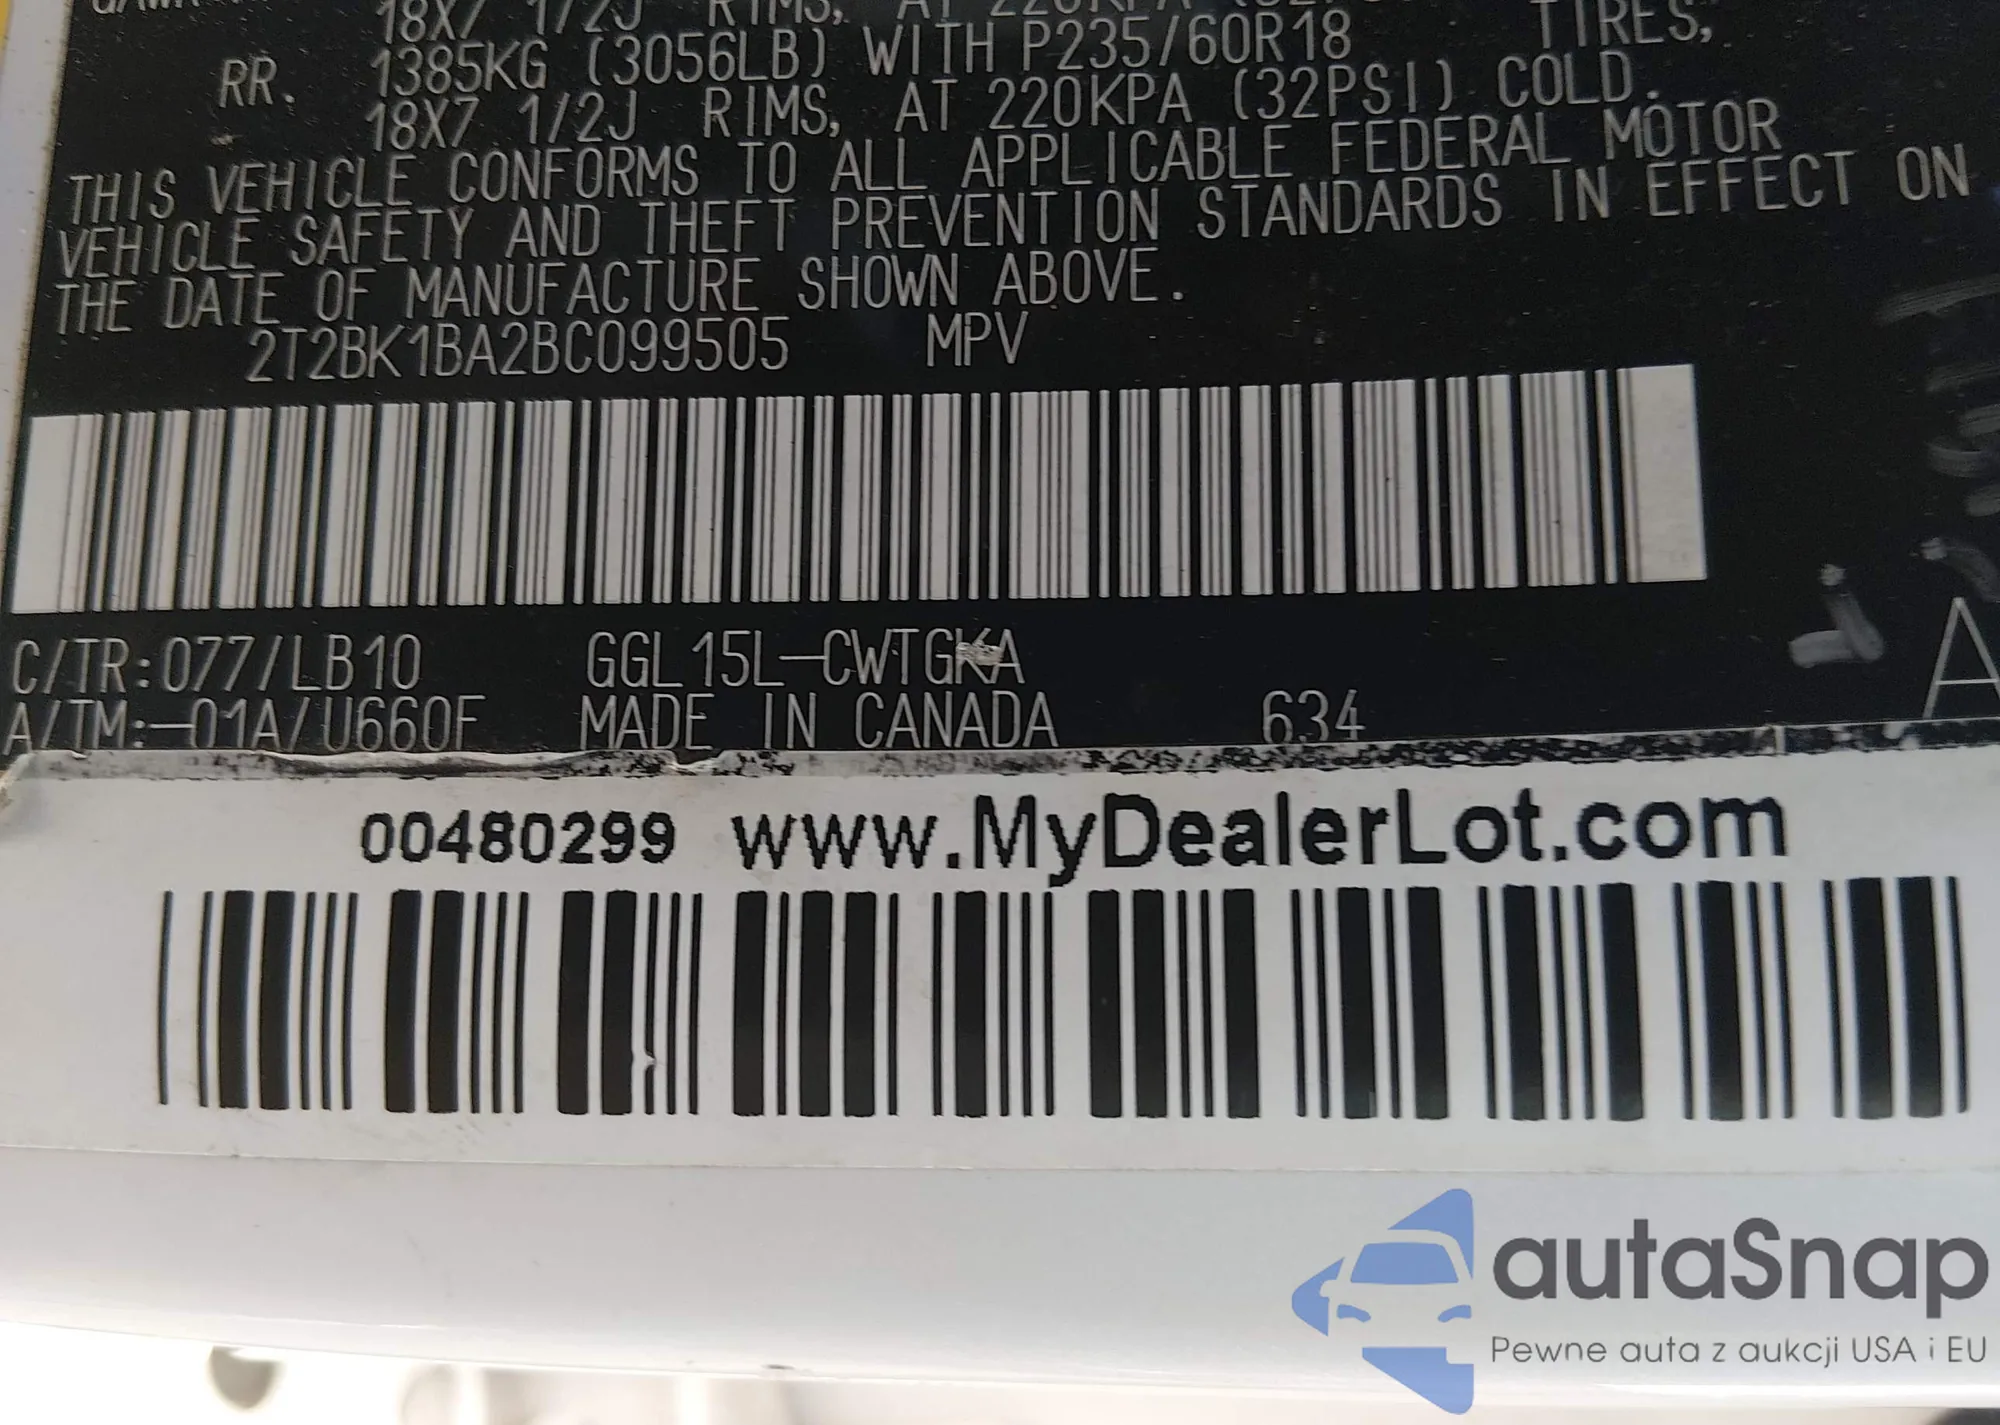 18X7 1/2J RIMS, AT 220KPA
RR. 1385KG (3056LB) WITH P235/60R18 TIRES,
18X7 1/2J RIMS, AT 220KPA (32PSI) COLD.
THIS VEHICLE CONFORMS TO ALL APPLICABLE FEDERAL MOTOR
VEHICLE SAFETY AND THEFT PREVENTION STANDARDS IN EFFECT ON
THE DATE OF MANUFACTURE SHOWN ABOVE.
2T2BK1BA2BC099505 MPV
C/TR:077/LB10 GGL15L-CWTGKA
A/TM:-01A/U660F MADE IN CANADA 634
A
00480299 www.MyDealerLot.com
autaSnap
Pewne auta z aukcji USA i EU